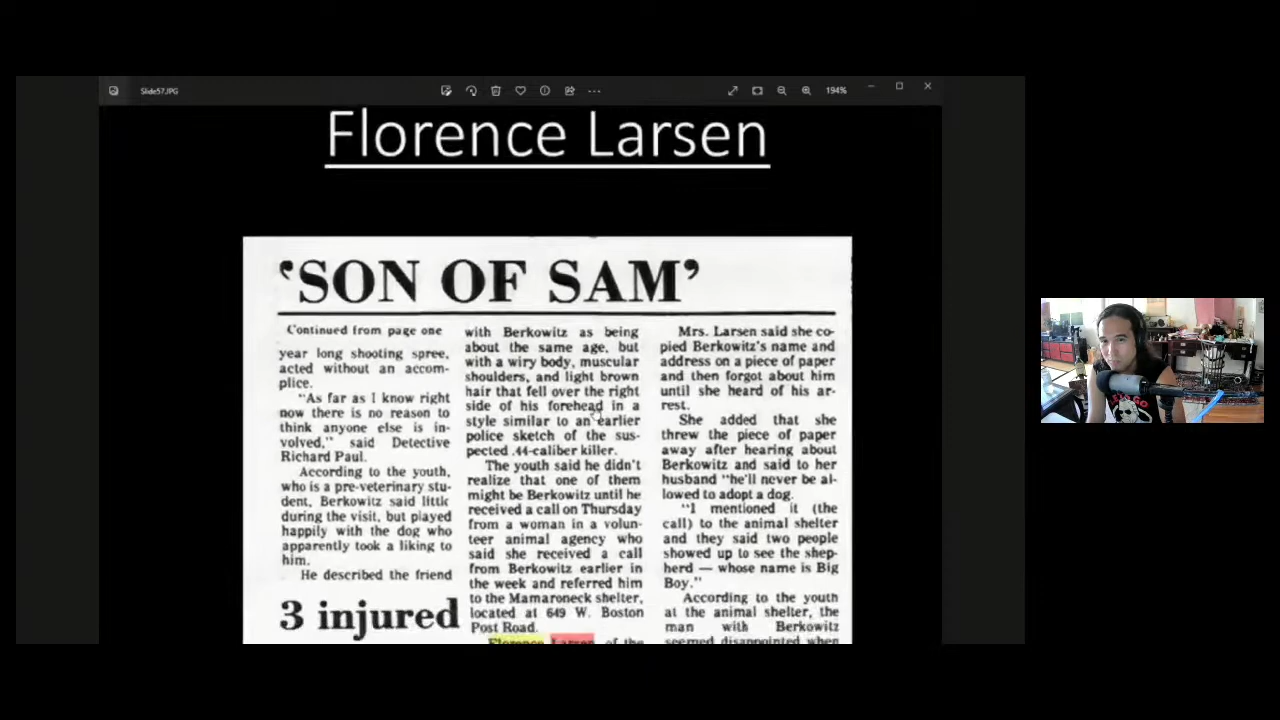 Slide57.JPG
194%
Florence Larsen
‘SON OF SAM’
Continued from page one
year long shooting spree,
acted without an accom-
plice.
"As far as I know right
now there is no reason to
think anyone else is in-
volved," said Detective
Richard Paul.
According to the youth,
who is a pre-veterinary stu-
dent, Berkowitz said little
during the visit, but played
happily with the dog who
apparently took a liking to
him.
He described the friend
3 injured
with Berkowitz as being
about the same age, but
with a wiry body, muscular
shoulders, and light brown
hair that fell over the right
side of his forehead in a
style similar to an earlier
police sketch of the sus-
pected .44-caliber killer.
The youth said he didn't
realize that one of them
might be Berkowitz until he
received a call on Thursday
from a woman in a volun-
teer animal agency who
said she received a call
from Berkowitz earlier in
the week and referred him
to the Mamaroneck shelter,
located at 649 W. Boston
Post Road.
Florence Larsen of the
Mrs. Larsen said she co-
pied Berkowitz's name and
address on a piece of paper
and then forgot about him
until she heard of his ar-
rest.
She added that she
threw the piece of paper
away after hearing about
Berkowitz and said to her
husband "he'll never be al-
lowed to adopt a dog.
"I mentioned it (the
call) to the animal shelter
and they said two people
showed up to see the shep-
herd — whose name is Big
Boy."
According to the youth
at the animal shelter, the
man with Berkowitz
seemed disappointed when